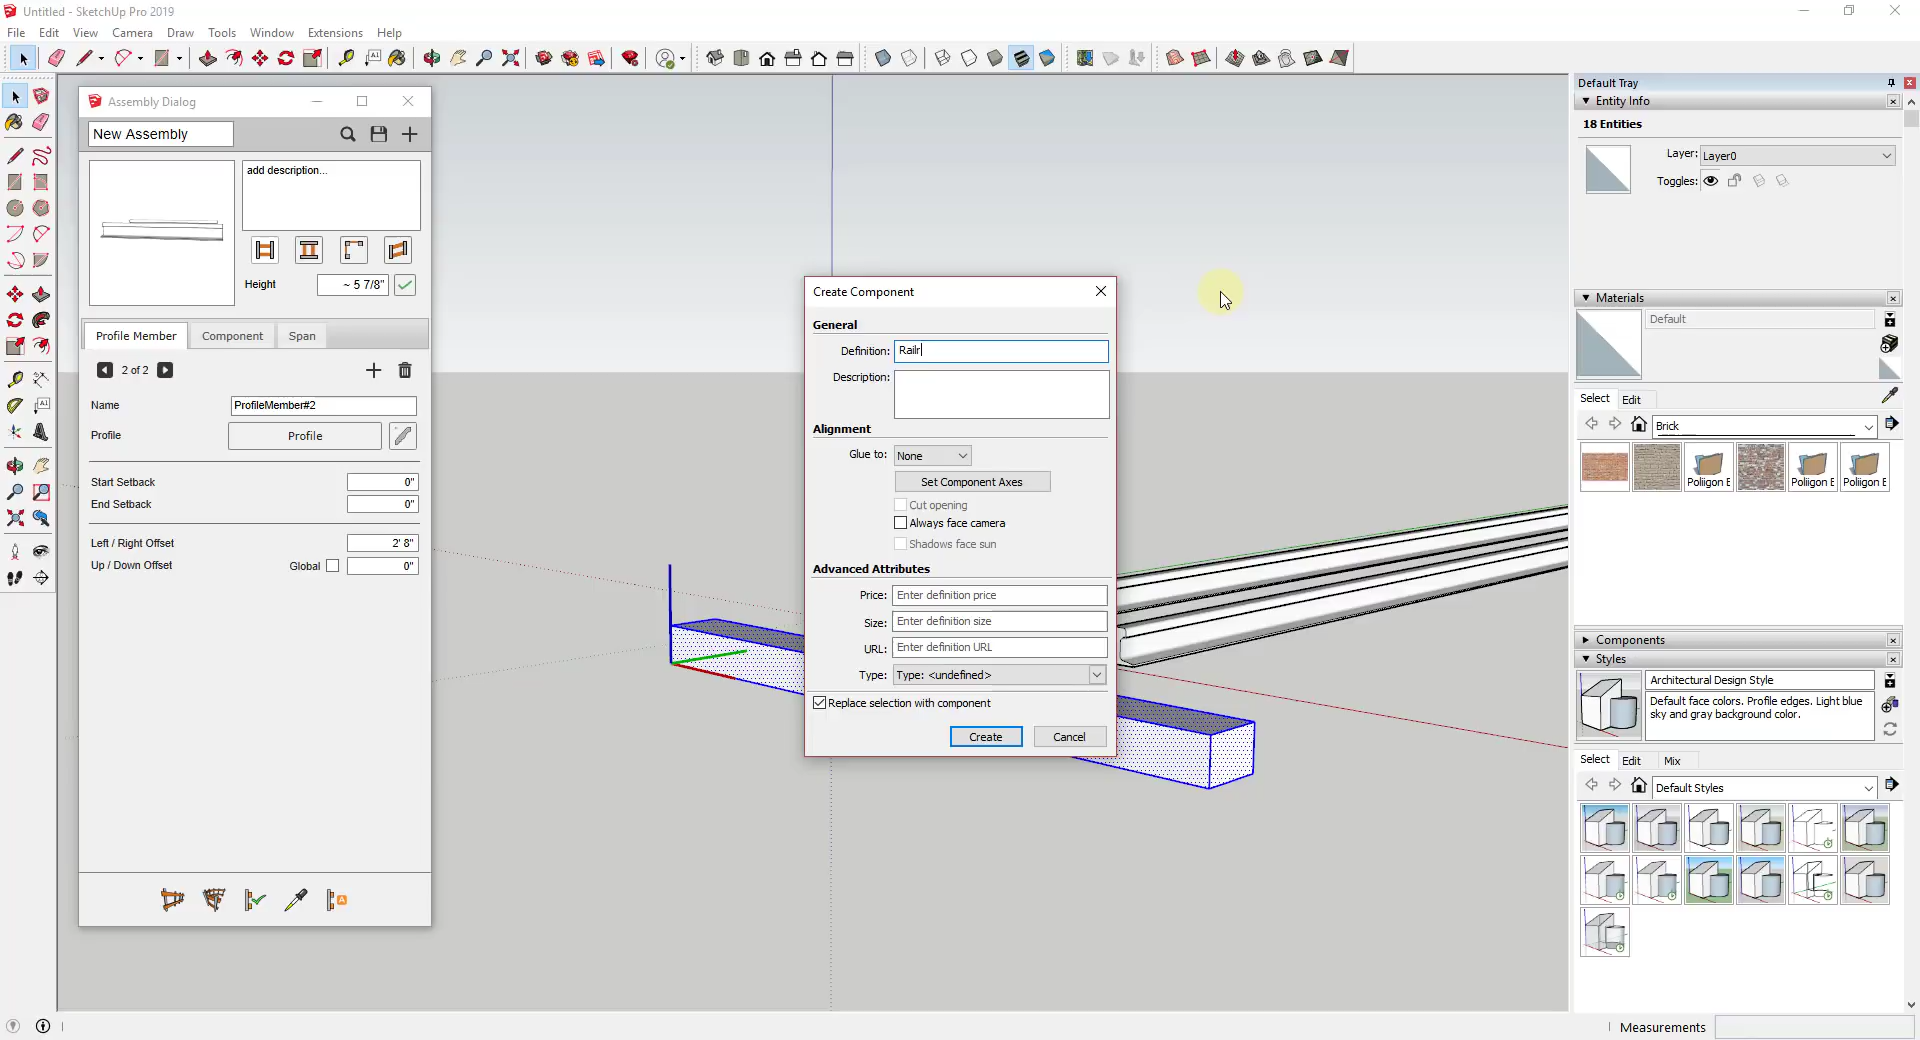 Untitled - SketchUp Pro 2019
File Edit View Camera Draw Tools Window Extensions Help
Assembly Dialog
New Assembly
add description...
Height ~ 5 7/8"
Profile Member Component Span
2 of 2
Name ProfileMember#2
Profile Profile
Start Setback 0"
End Setback 0"
Left / Right Offset 2' 8"
Up / Down Offset Global 0"
Create Component
General
Definition: Railr
Description:
Alignment
Glue to: None
Set Component Axes
Cut opening
Always face camera
Shadows face sun
Advanced Attributes
Price: Enter definition price
Size: Enter definition size
URL: Enter definition URL
Type: Type: <undefined>
Replace selection with component
Create Cancel
Default Tray
Entity Info
18 Entities
Layer: Layer0
Toggles:
Materials
Default
Select Edit
Brick
Poliigon E Poliigon E Poliigon E
Components
Styles
Architectural Design Style
Default face colors. Profile edges. Light blue
sky and gray background color.
Select Edit Mix
Default Styles
Measurements